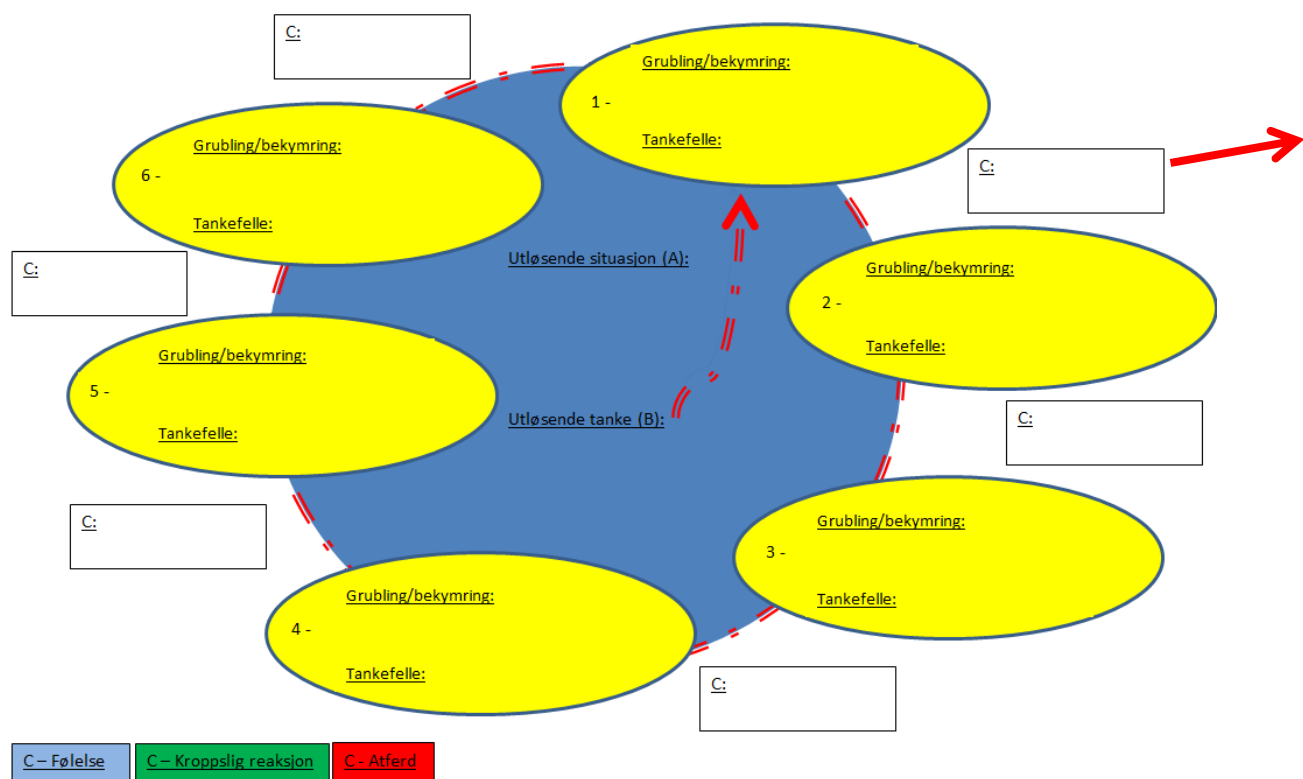 C:
Grubling/bekymring:
1 -
Tankefelle:
C:
Grubling/bekymring:
2 -
Tankefelle:
C:
Grubling/bekymring:
3 -
Tankefelle:
C:
Grubling/bekymring:
4 -
Tankefelle:
C:
Grubling/bekymring:
5 -
Tankefelle:
C:
Grubling/bekymring:
6 -
Tankefelle:
Utløsende situasjon (A):
Utløsende tanke (B):
C – Følelse
C – Kroppslig reaksjon
C - Atferd